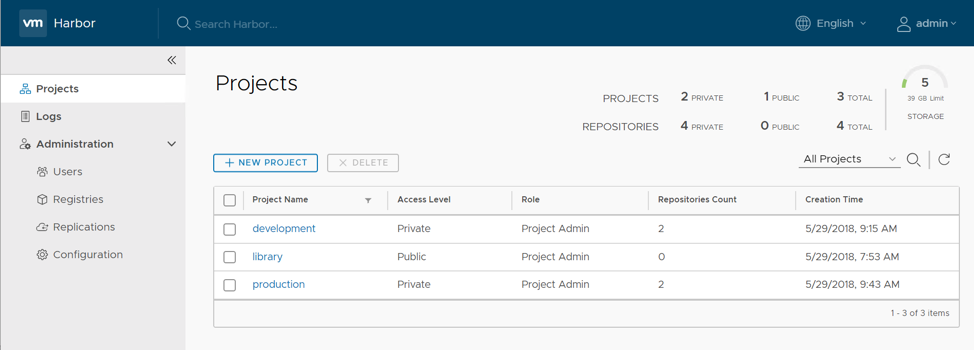 vm Harbor Search Harbor... English admin
«
Projects
Logs
Administration
Users
Registries
Replications
Configuration
Projects
PROJECTS 2 PRIVATE 1 PUBLIC 3 TOTAL
REPOSITORIES 4 PRIVATE 0 PUBLIC 4 TOTAL
5
39 GB Limit
STORAGE
+ NEW PROJECT × DELETE All Projects
Project Name Access Level Role Repositories Count Creation Time
development Private Project Admin 2 5/29/2018, 9:15 AM
library Public Project Admin 0 5/29/2018, 7:53 AM
production Private Project Admin 2 5/29/2018, 9:43 AM
1 - 3 of 3 items